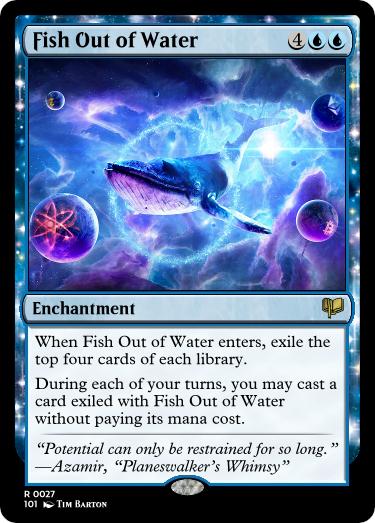 Fish Out of Water 4
Enchantment
When Fish Out of Water enters, exile the
top four cards of each library.
During each of your turns, you may cast a
card exiled with Fish Out of Water
without paying its mana cost.
“Potential can only be restrained for so long.”
—Azamir, “Planeswalker’s Whimsy”
R 0027
101 Tim Barton